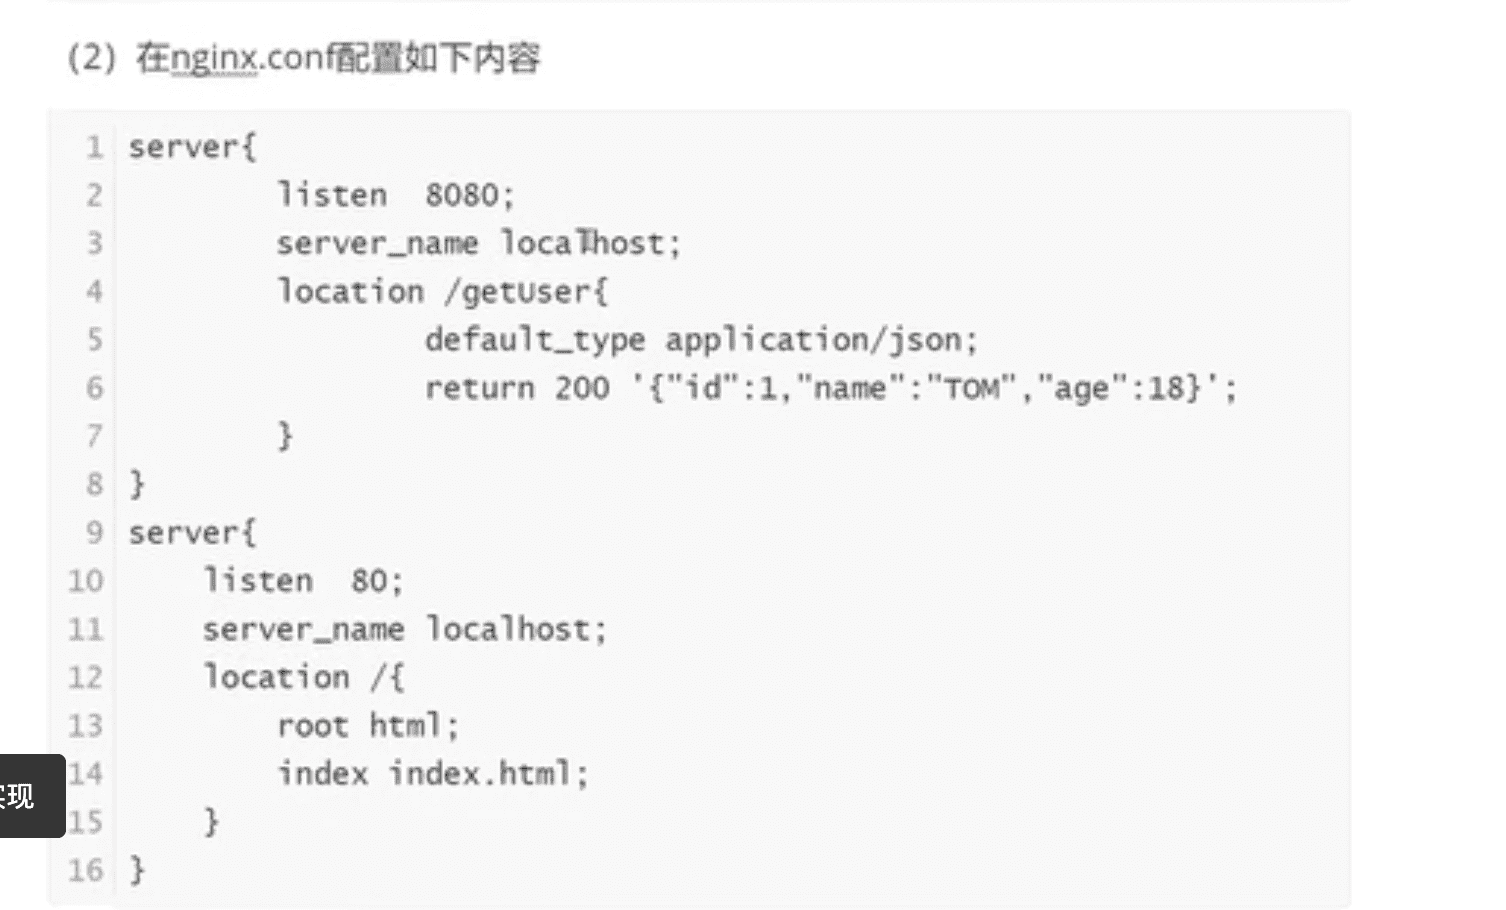 (2) 在nginx.conf配置如下内容
1 server{
2 listen 8080;
3 server_name localhost;
4 location /getUser{
5 default_type application/json;
6 return 200 '{"id":1,"name":"TOM","age":18}';
7 }
8 }
9 server{
10 listen 80;
11 server_name localhost;
12 location /{
13 root html;
14 index index.html;
实现
15 }
16 }